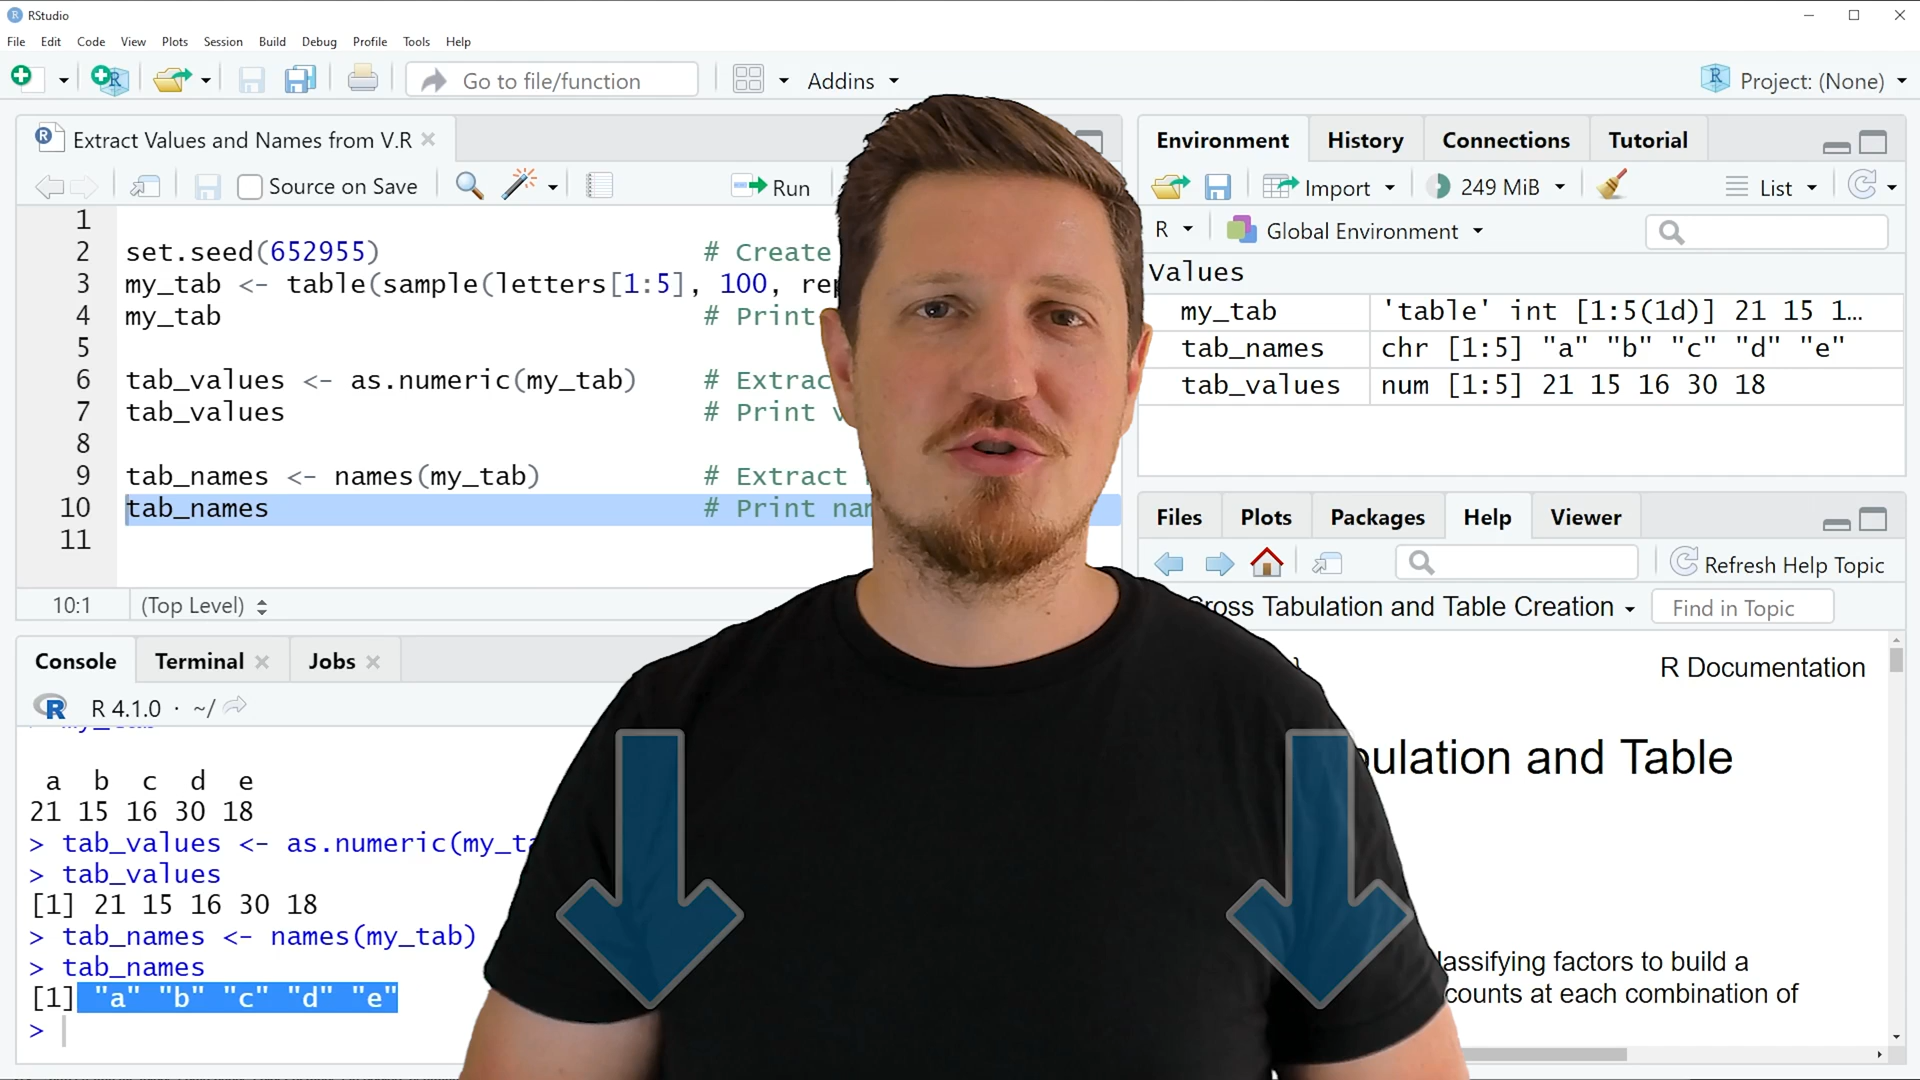 RStudio
File Edit Code View Plots Session Build Debug Profile Tools Help
Go to file/function
Addins
Project: (None)
Extract Values and Names from V.R
Source on Save
Run
1
2 set.seed(652955) # Create
3 my_tab <- table(sample(letters[1:5], 100,
4 my_tab # Print
5
6 tab_values <- as.numeric(my_tab) #
7 tab_values # Print
8
9 tab_names <- names(my_tab) # Extract
10 tab_names # Print
11
10:1 (Top Level)
Console Terminal Jobs
R 4.1.0 · ~/
a b c d e
21 15 16 30 18
> tab_values <- as.numeric(
> tab_values
[1] 21 15 16 30 18
> tab_names <- names(my_tab)
> tab_names
[1] "a" "b" "c" "d" "e"
>
Environment History Connections Tutorial
Import 249 MiB List
R Global Environment
Values
my_tab 'table' int [1:5(1d)] 21 15 1…
tab_names chr [1:5] "a" "b" "c" "d" "e"
tab_values num [1:5] 21 15 16 30 18
Files Plots Packages Help Viewer
Refresh Help Topic
Cross Tabulation and Table Creation Find in Topic
R Documentation
and Table
factors to build a
counts at each combination of